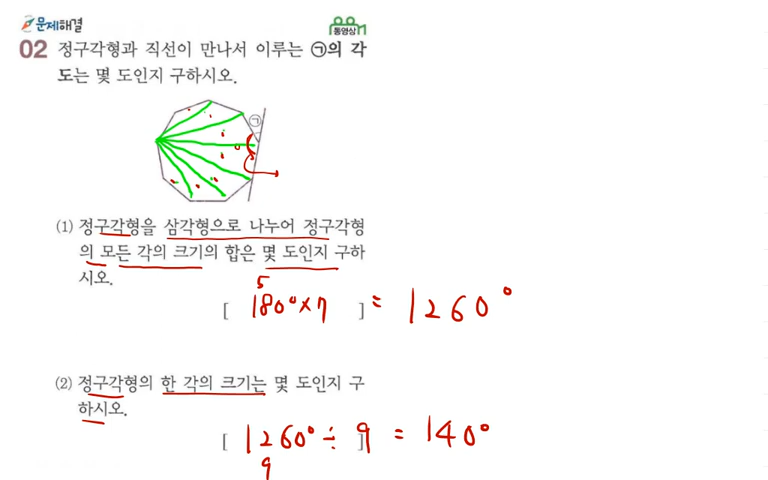 문제해결
동영상
02 정구각형과 직선이 만나서 이루는 ㉠의 각
도는 몇 도인지 구하시오.
㉠
(1) 정구각형을 삼각형으로 나누어 정구각형
의 모든 각의 크기의 합은 몇 도인지 구하
시오.
5
[ 180°×7 ] = 1260°
(2) 정구각형의 한 각의 크기는 몇 도인지 구
하시오.
[ 1260° ÷ 9 ] = 140°
9